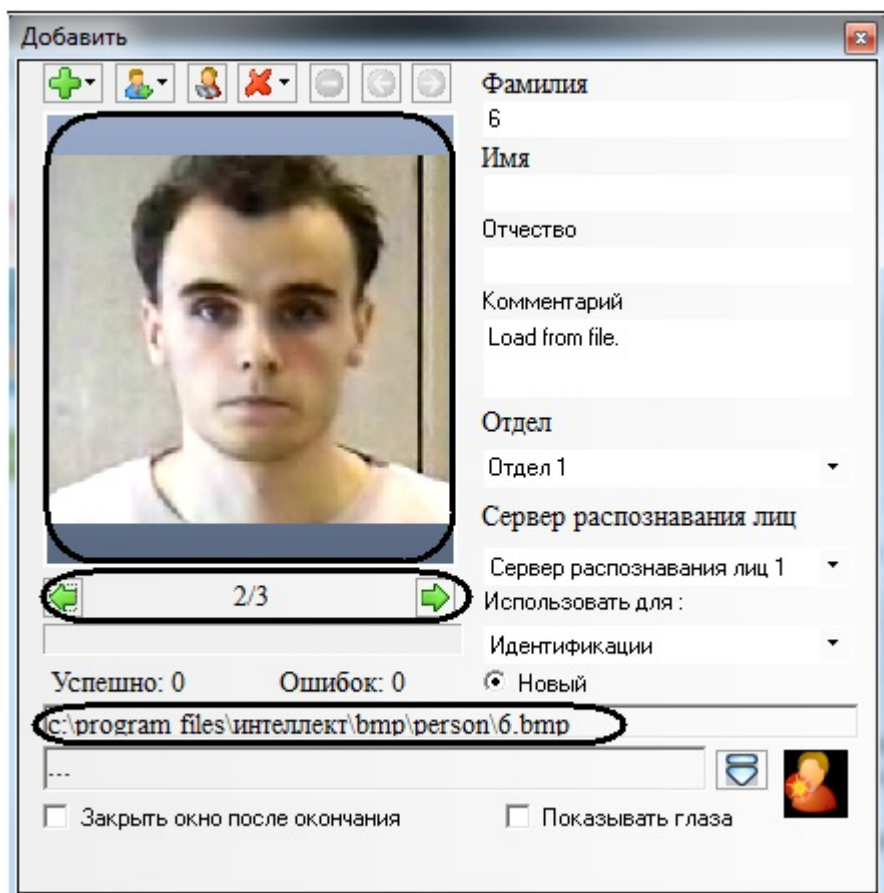 Добавить
Фамилия
6
Имя
Отчество
Комментарий
Load from file.
Отдел
Отдел 1
Сервер распознавания лиц
Сервер распознавания лиц 1
2/3
Использовать для :
Идентификации
Успешно: 0 Ошибок: 0
Новый
c:\program files\интеллект\bmp\person\6.bmp
...
Закрыть окно после окончания
Показывать глаза